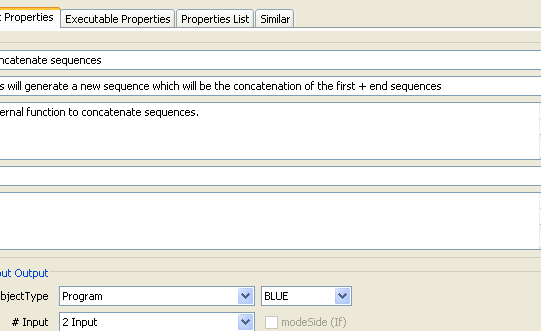 Properties Executable Properties Properties List Similar
ncatenate sequences
s will generate a new sequence which will be the concatenation of the first + end sequences
ernal function to concatenate sequences.
out Output
bjectType Program BLUE
# Input 2 Input modeSide (If)